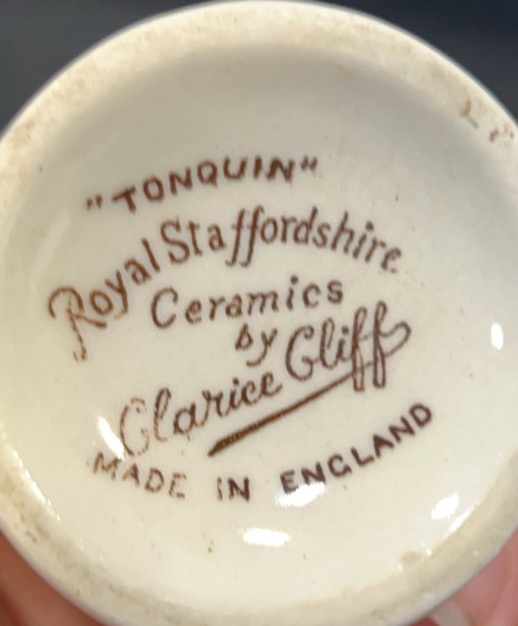 "TONQUIN"
Royal Staffordshire
Ceramics
by
Clarice Cliff
MADE IN ENGLAND